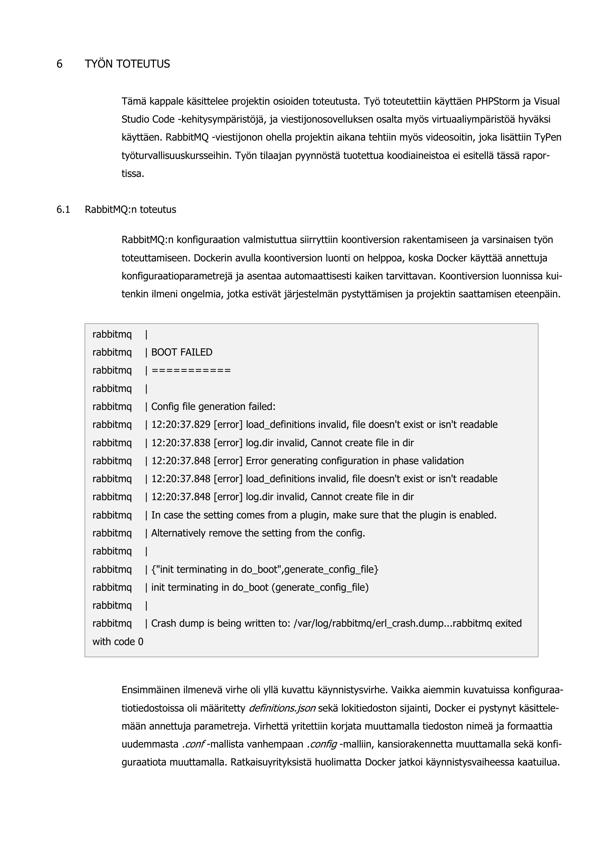 6 TYÖN TOTEUTUS
Tämä kappale käsittelee projektin osioiden toteutusta. Työ toteutettiin käyttäen PHPStorm ja Visual
Studio Code -kehitysympäristöjä, ja viestijonosovelluksen osalta myös virtuaaliympäristöä hyväksi
käyttäen. RabbitMQ -viestijonon ohella projektin aikana tehtiin myös videosoitin, joka lisättiin TyPen
työturvallisuuskursseihin. Työn tilaajan pyynnöstä tuotettua koodiaineistoa ei esitellä tässä rapor-
tissa.
6.1 RabbitMQ:n toteutus
RabbitMQ:n konfiguraation valmistuttua siirryttiin koontiversion rakentamiseen ja varsinaisen työn
toteuttamiseen. Dockerin avulla koontiversion luonti on helppoa, koska Docker käyttää annettuja
konfiguraatioparametrejä ja asentaa automaattisesti kaiken tarvittavan. Koontiversion luonnissa kui-
tenkin ilmeni ongelmia, jotka estivät järjestelmän pystyttämisen ja projektin saattamisen eteenpäin.
rabbitmq |
rabbitmq | BOOT FAILED
rabbitmq | ===========
rabbitmq |
rabbitmq | Config file generation failed:
rabbitmq | 12:20:37.829 [error] load_definitions invalid, file doesn't exist or isn't readable
rabbitmq | 12:20:37.838 [error] log.dir invalid, Cannot create file in dir
rabbitmq | 12:20:37.848 [error] Error generating configuration in phase validation
rabbitmq | 12:20:37.848 [error] load_definitions invalid, file doesn't exist or isn't readable
rabbitmq | 12:20:37.848 [error] log.dir invalid, Cannot create file in dir
rabbitmq | In case the setting comes from a plugin, make sure that the plugin is enabled.
rabbitmq | Alternatively remove the setting from the config.
rabbitmq |
rabbitmq | {"init terminating in do_boot",generate_config_file}
rabbitmq | init terminating in do_boot (generate_config_file)
rabbitmq |
rabbitmq | Crash dump is being written to: /var/log/rabbitmq/erl_crash.dump...rabbitmq exited
with code 0
Ensimmäinen ilmenevä virhe oli yllä kuvattu käynnistysvirhe. Vaikka aiemmin kuvatuissa konfiguraa-
tiotiedostoissa oli määritetty definitions.json sekä lokitiedoston sijainti, Docker ei pystynyt käsittele-
mään annettuja parametreja. Virhettä yritettiin korjata muuttamalla tiedoston nimeä ja formaattia
uudemmasta .conf -mallista vanhempaan .config -malliin, kansiorakennetta muuttamalla sekä konfi-
guraatiota muuttamalla. Ratkaisuyrityksistä huolimatta Docker jatkoi käynnistysvaiheessa kaatuilua.